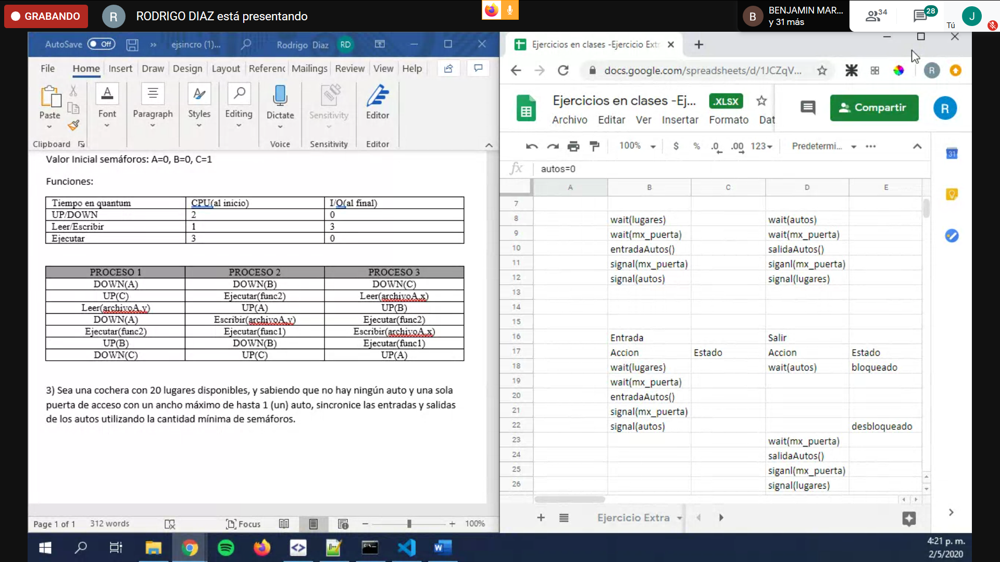 GRABANDO
R
RODRIGO DIAZ está presentando
B
BENJAMIN MAR...
y 31 más
34
28
Tú
J
AutoSave
Off
»
ejsincro (1)...
Rodrigo Diaz
RD
File
Home
Insert
Draw
Design
Layout
Referenc
Mailings
Review
View
Help
Paste
Font
Paragraph
Styles
Editing
Dictate
Sensitivity
Editor
Clipboard
Voice
Sensitivity
Editor
Valor Inicial semáforos: A=0, B=0, C=1
Funciones:
Tiempo en quantum CPU(al inicio) I/O(al final)
UP/DOWN 2 0
Leer/Escribir 1 3
Ejecutar 3 0
PROCESO 1 PROCESO 2 PROCESO 3
DOWN(A) DOWN(B) DOWN(C)
UP(C) Ejecutar(func2) Leer(archivoA,x)
Leer(archivoA,y) UP(A) UP(B)
DOWN(A) Escribir(archivoA,y) Ejecutar(func2)
Ejecutar(func2) Ejecutar(func1) Escribir(archivoA,x)
UP(B) DOWN(B) Ejecutar(func1)
DOWN(C) UP(C) UP(A)
3) Sea una cochera con 20 lugares disponibles, y sabiendo que no hay ningún auto y una sola
puerta de acceso con un ancho máximo de hasta 1 (un) auto, sincronice las entradas y salidas
de los autos utilizando la cantidad mínima de semáforos.
Page 1 of 1
312 words
Focus
100%
Ejercicios en clases -Ejercicio Extr
docs.google.com/spreadsheets/d/1JCZqV...
R
Ejercicios en clases -Ej...
.XLSX
Compartir
R
Archivo
Editar
Ver
Insertar
Formato
Dat
100%
$
%
.0
.00
123
Predetermi...
31
fx
autos=0
A B C D E
7
8 wait(lugares) wait(autos)
9 wait(mx_puerta) wait(mx_puerta)
10 entradaAutos() salidaAutos()
11 signal(mx_puerta) siganl(mx_puerta)
12 signal(autos) signal(lugares)
13
14
15
16 Entrada Salir
17 Accion Estado Accion Estado
18 wait(lugares) wait(autos) bloqueado
19 wait(mx_puerta)
20 entradaAutos()
21 signal(mx_puerta)
22 signal(autos) desbloqueado
23 wait(mx_puerta)
24 salidaAutos()
25 siganl(mx_puerta)
26 signal(lugares)
Ejercicio Extra
4:21 p. m.
2/5/2020